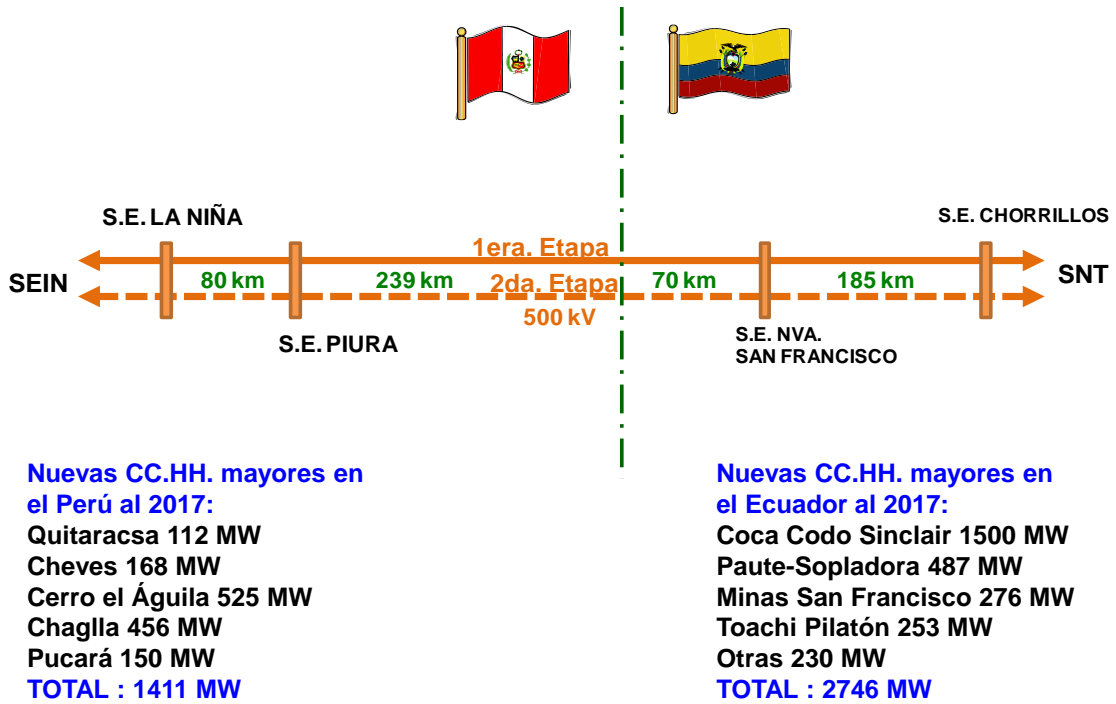 S.E. LA NIÑA
S.E. CHORRILLOS
1era. Etapa
SEIN
80 km
239 km
2da. Etapa
70 km
185 km
SNT
500 kV
S.E. PIURA
S.E. NVA.
SAN FRANCISCO
Nuevas CC.HH. mayores en
el Perú al 2017:
Quitaracsa 112 MW
Cheves 168 MW
Cerro el Águila 525 MW
Chaglla 456 MW
Pucará 150 MW
TOTAL : 1411 MW
Nuevas CC.HH. mayores en
el Ecuador al 2017:
Coca Codo Sinclair 1500 MW
Paute-Sopladora 487 MW
Minas San Francisco 276 MW
Toachi Pilatón 253 MW
Otras 230 MW
TOTAL : 2746 MW